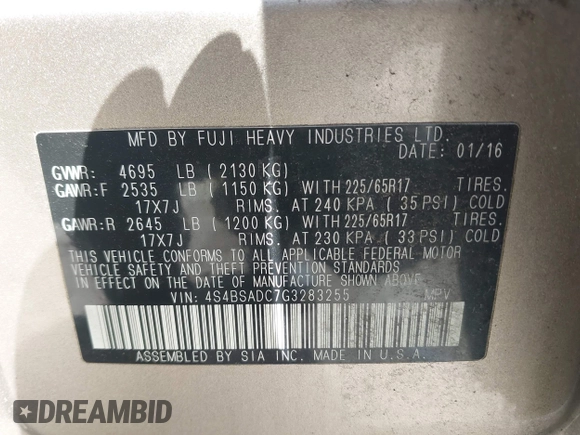 MFD BY FUJI HEAVY INDUSTRIES LTD.
DATE: 01/16
GVWR: 4695 LB ( 2130 KG)
GAWR:F 2535 LB ( 1150 KG) WITH 225/65R17 TIRES.
17X7J RIMS. AT 240 KPA ( 35 PSI) COLD
GAWR:R 2645 LB ( 1200 KG) WITH 225/65R17 TIRES.
17X7J RIMS. AT 230 KPA ( 33 PSI) COLD
THIS VEHICLE CONFORMS TO ALL APPLICABLE FEDERAL MOTOR
VEHICLE SAFETY AND THEFT PREVENTION STANDARDS
IN EFFECT ON THE DATE OF MANUFACTURE SHOWN ABOVE.
VIN: 4S4BSADC7G3283255 MPV
ASSEMBLED BY SIA INC. MADE IN U.S.A.
DREAMBID